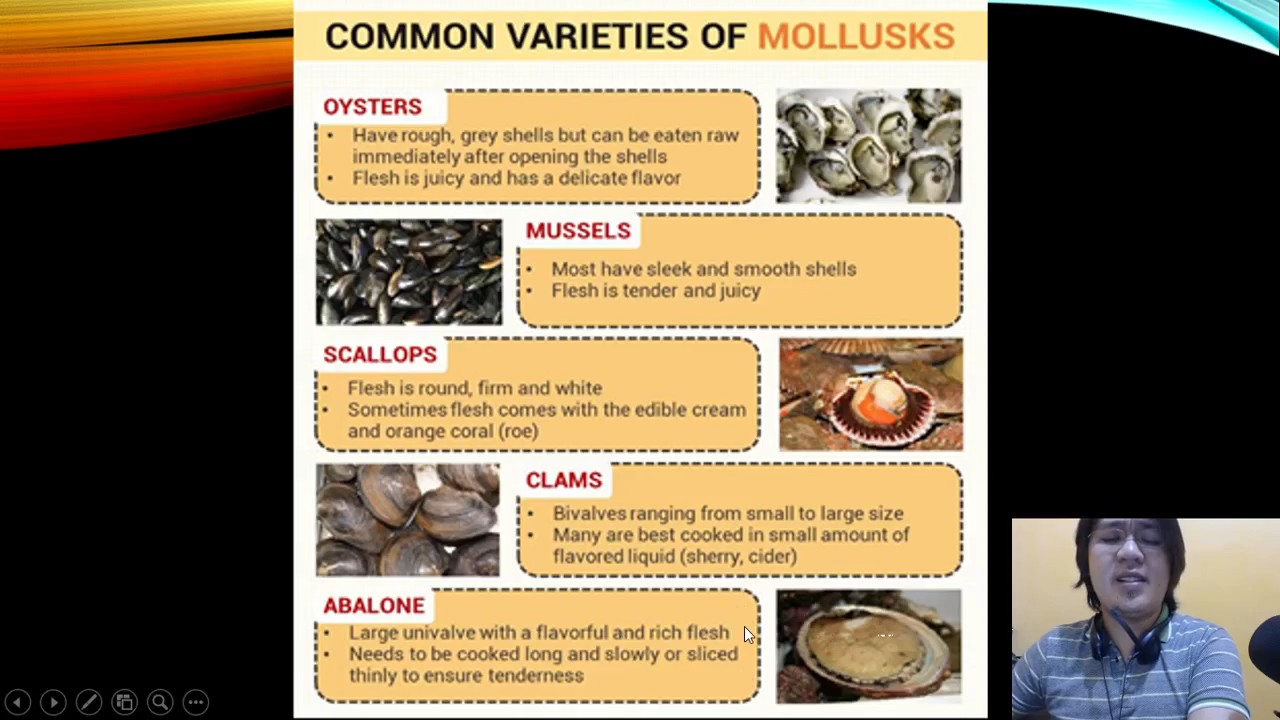 COMMON VARIETIES OF MOLLUSKS
OYSTERS
• Have rough, grey shells but can be eaten raw
immediately after opening the shells
• Flesh is juicy and has a delicate flavor
MUSSELS
• Most have sleek and smooth shells
• Flesh is tender and juicy
SCALLOPS
• Flesh is round, firm and white
• Sometimes flesh comes with the edible cream
and orange coral (roe)
CLAMS
• Bivalves ranging from small to large size
• Many are best cooked in small amount of
flavored liquid (sherry, cider)
ABALONE
• Large univalve with a flavorful and rich flesh
• Needs to be cooked long and slowly or sliced
thinly to ensure tenderness